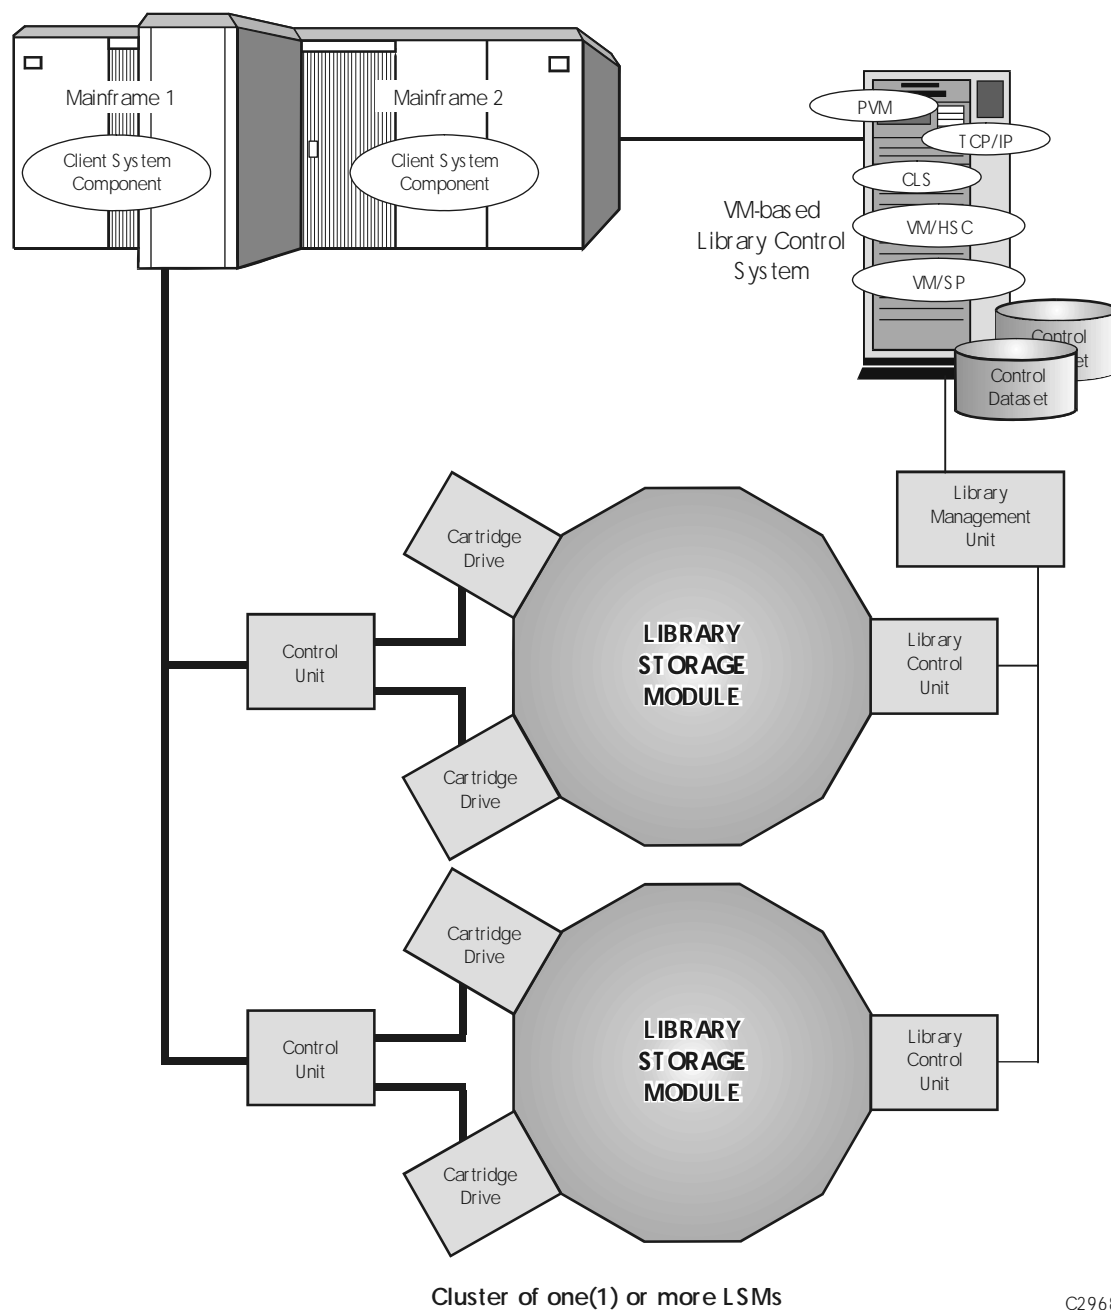 Mainframe 1
Client System
Component
Mainframe 2
Client System
Component
PVM
TCP/IP
CLS
VM/HSC
VM/SP
VM-based
Library Control
System
Control
Control
Dataset
Library
Management
Unit
Cartridge
Drive
Control
Unit
LIBRARY
STORAGE
MODULE
Library
Control
Unit
Cartridge
Drive
Cartridge
Drive
Control
Unit
LIBRARY
STORAGE
MODULE
Library
Control
Unit
Cartridge
Drive
Cluster of one(1) or more LSMs